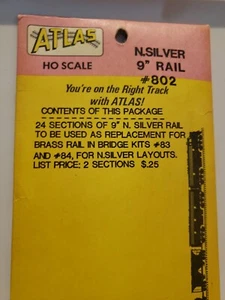 ATLAS
N.SILVER
HO SCALE
9" RAIL
#802
You're on the Right Track
with ATLAS!
CONTENTS OF THIS PACKAGE
24 SECTIONS OF 9" N. SILVER RAIL
TO BE USED AS REPLACEMENT FOR
BRASS RAIL IN BRIDGE KITS #83
AND #84, FOR N.SILVER LAYOUTS.
LIST PRICE; 2 SECTIONS $.25